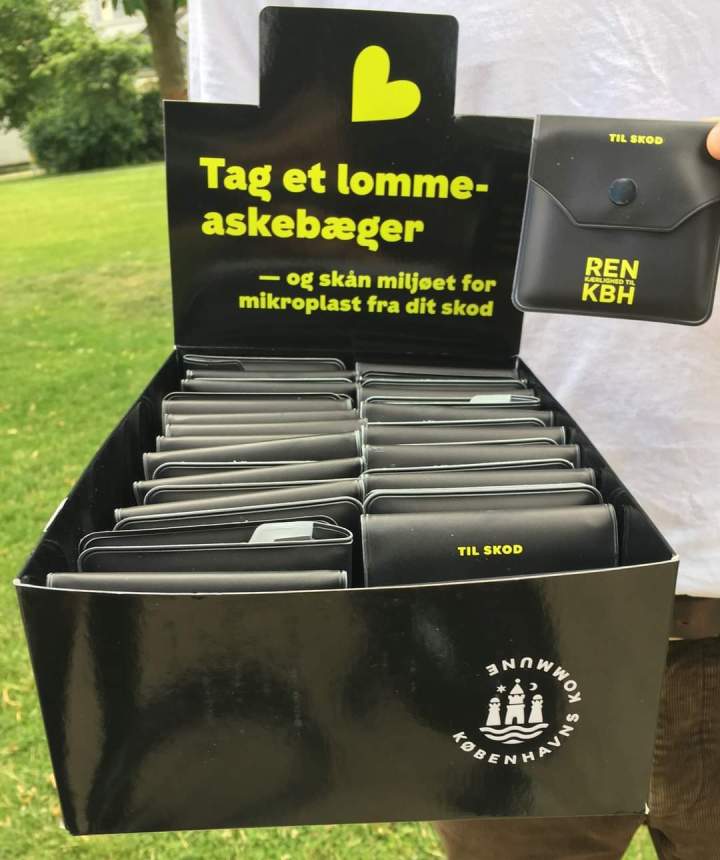 Tag et lomme-
askebæger
— og skån miljøet for
mikroplast fra dit skod
TIL SKOD
REN
KÆRLIGHED TIL
KBH
TIL SKOD
KØBENHAVNS KOMMUNE